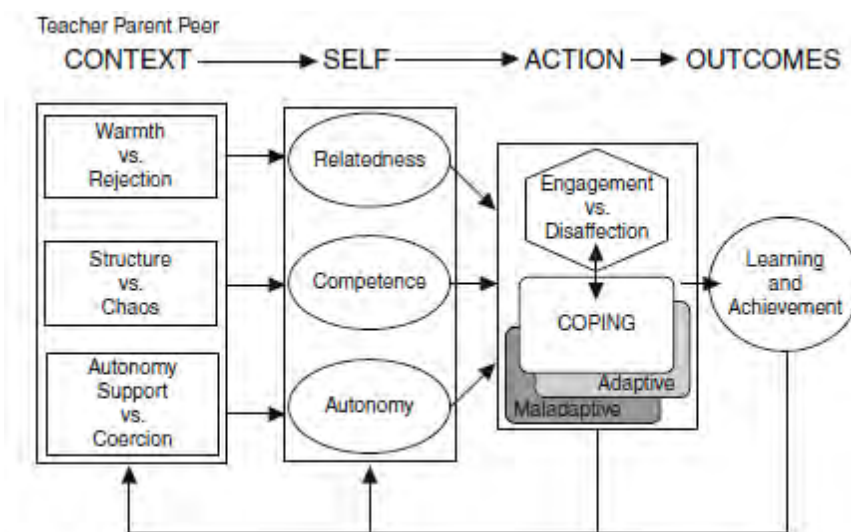 Teacher Parent Peer
CONTEXT SELF ACTION OUTCOMES
Warmth
vs.
Rejection
Relatedness
Engagement
vs.
Disaffection
Structure
vs.
Chaos
Competence
COPING
Adaptive
Maladaptive
Learning
and
Achievement
Autonomy
Support
vs.
Coercion
Autonomy